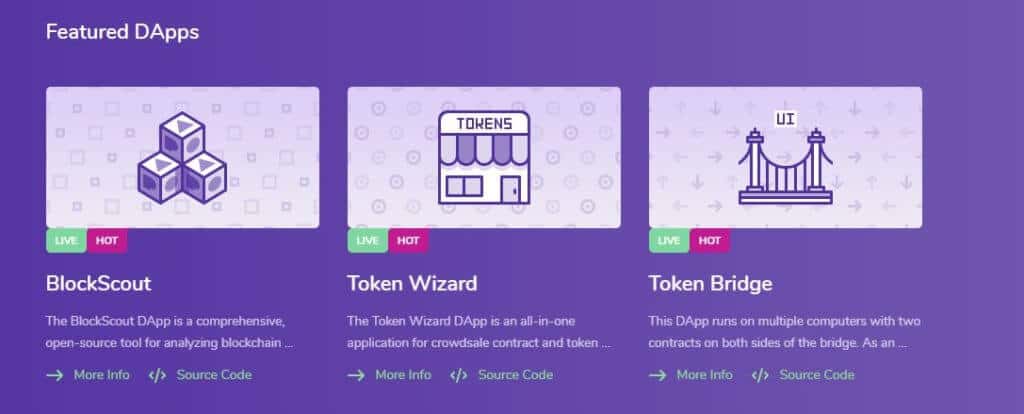 Featured DApps
TOKENS
UI
LIVE HOT
LIVE HOT
LIVE HOT
BlockScout
The BlockScout DApp is a comprehensive,
open-source tool for analyzing blockchain ...
More Info </> Source Code
Token Wizard
The Token Wizard DApp is an all-in-one
application for crowdsale contract and token ...
More Info </> Source Code
Token Bridge
This DApp runs on multiple computers with two
contracts on both sides of the bridge. As an ...
More Info </> Source Code